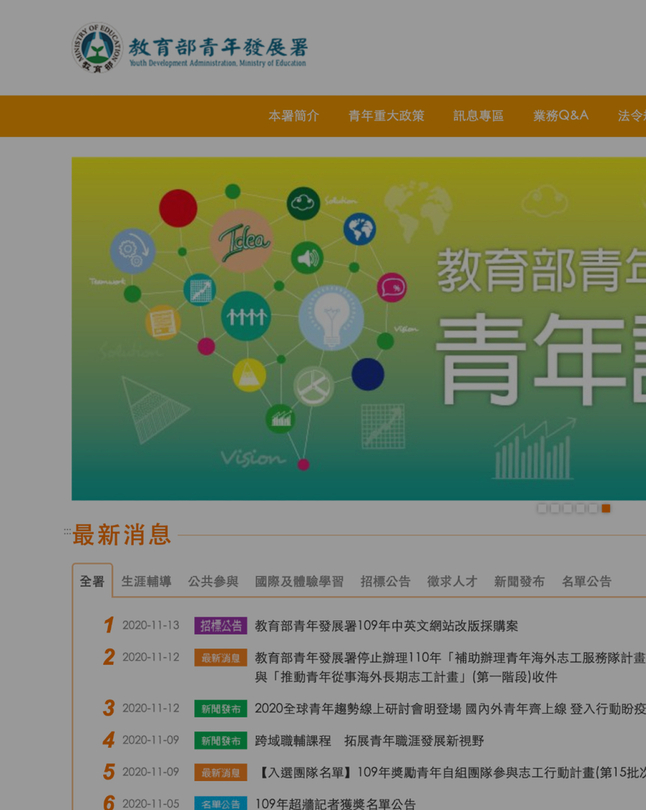 MINISTRY OF EDUCATION
教育部
教育部青年發展署
Youth Development Administration, Ministry of Education
本署簡介 青年重大政策 訊息專區 業務Q&A 法令
Solution
Idea
Teamwork
教育部青年
Vision
Solution
青年
Vision
最新消息
全署 生涯輔導 公共參與 國際及體驗學習 招標公告 徵求人才 新聞發布 名單公告
1 2020-11-13 招標公告 教育部青年發展署109年中英文網站改版採購案
2 2020-11-12 最新消息 教育部青年發展署停止辦理110年「補助辦理青年海外志工服務隊計畫
與「推動青年從事海外長期志工計畫」(第一階段)收件
3 2020-11-12 新聞發布 2020全球青年趨勢線上研討會明登場 國內外青年齊上線 登入行動盼疫
4 2020-11-09 新聞發布 跨域職輔課程 拓展青年職涯發展新視野
5 2020-11-09 最新消息 【入選團隊名單】109年獎勵青年自組團隊參與志工行動計畫(第15批次
6 2020-11-05 名單公告 109年超牆記者獲獎名單公告